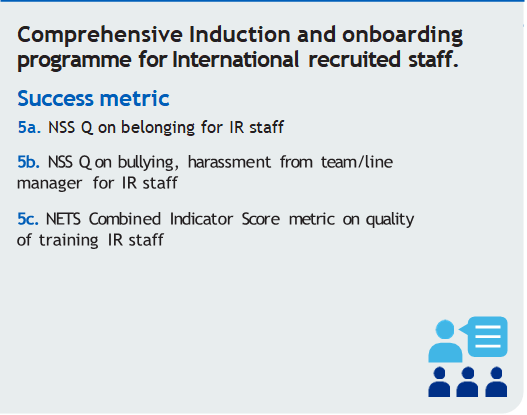 Comprehensive Induction and onboarding
programme for International recruited staff.
Success metric
5a. NSS Q on belonging for IR staff
5b. NSS Q on bullying, harassment from team/line
manager for IR staff
5c. NETS Combined Indicator Score metric on quality
of training IR staff